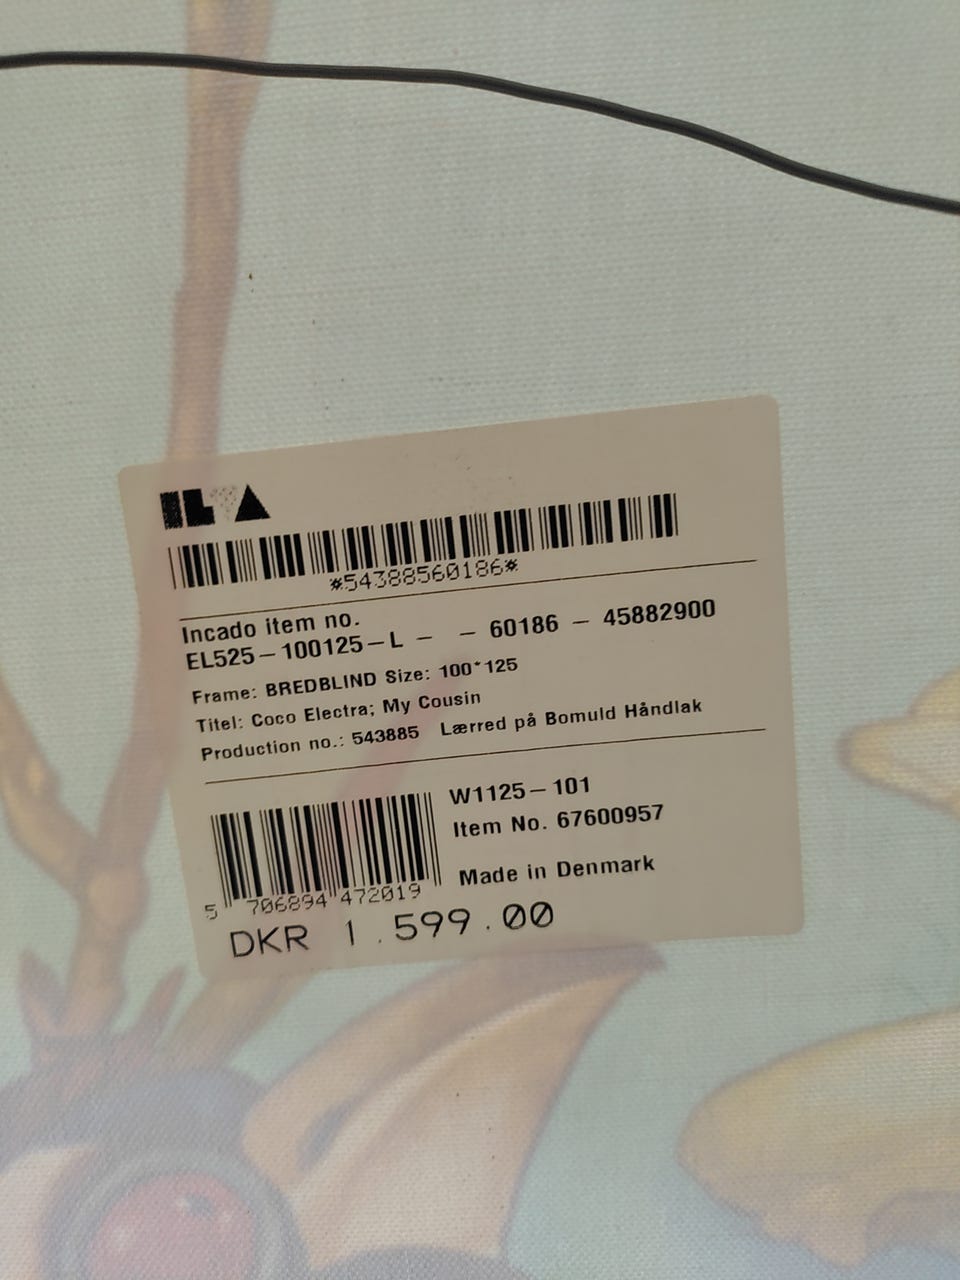 ILVA
*54388560186*
Incado item no.
EL525-100125-L - - 60186 - 45882900
Frame: BREDBLIND Size: 100*125
Titel: Coco Electra; My Cousin
Production no.: 543885 Lærred på Bomuld Håndlak
W1125-101
Item No. 67600957
Made in Denmark
5 706894 472019
DKR 1.599.00